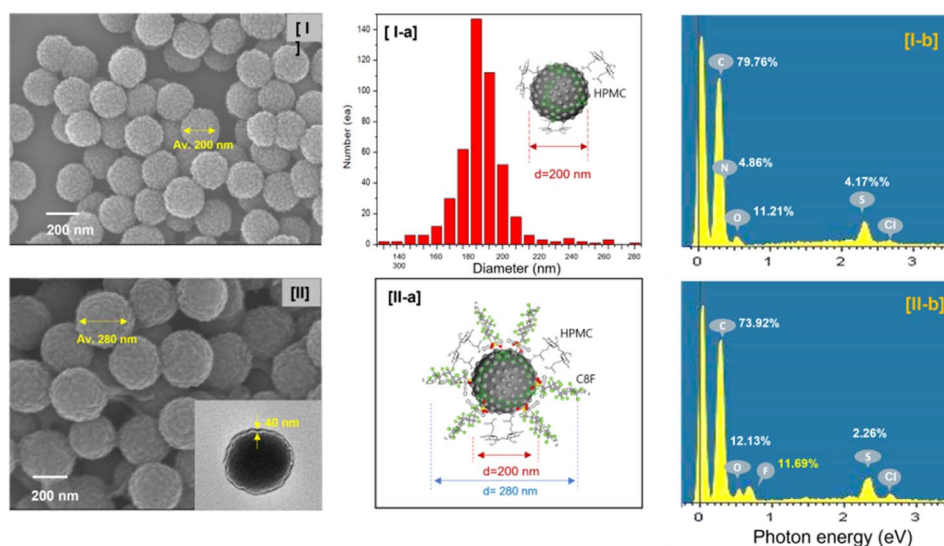 [ I
]
Av. 200 nm
200 nm
[ I-a]
Number (ea)
140
120
100
80
60
40
20
0
HPMC
d=200 nm
140
160
180
200
220
240
260
280
300
Diameter (nm)
[I-b]
C 79.76%
N 4.86%
O 11.21%
4.17%%
S
Cl
0 1 2 3
[II]
Av. 280 nm
40 nm
200 nm
[II-a]
HPMC
C8F
d=200 nm
d= 280 nm
[II-b]
C 73.92%
12.13%
O
F 11.69%
2.26%
S
Cl
0 1 2 3
Photon energy (eV)